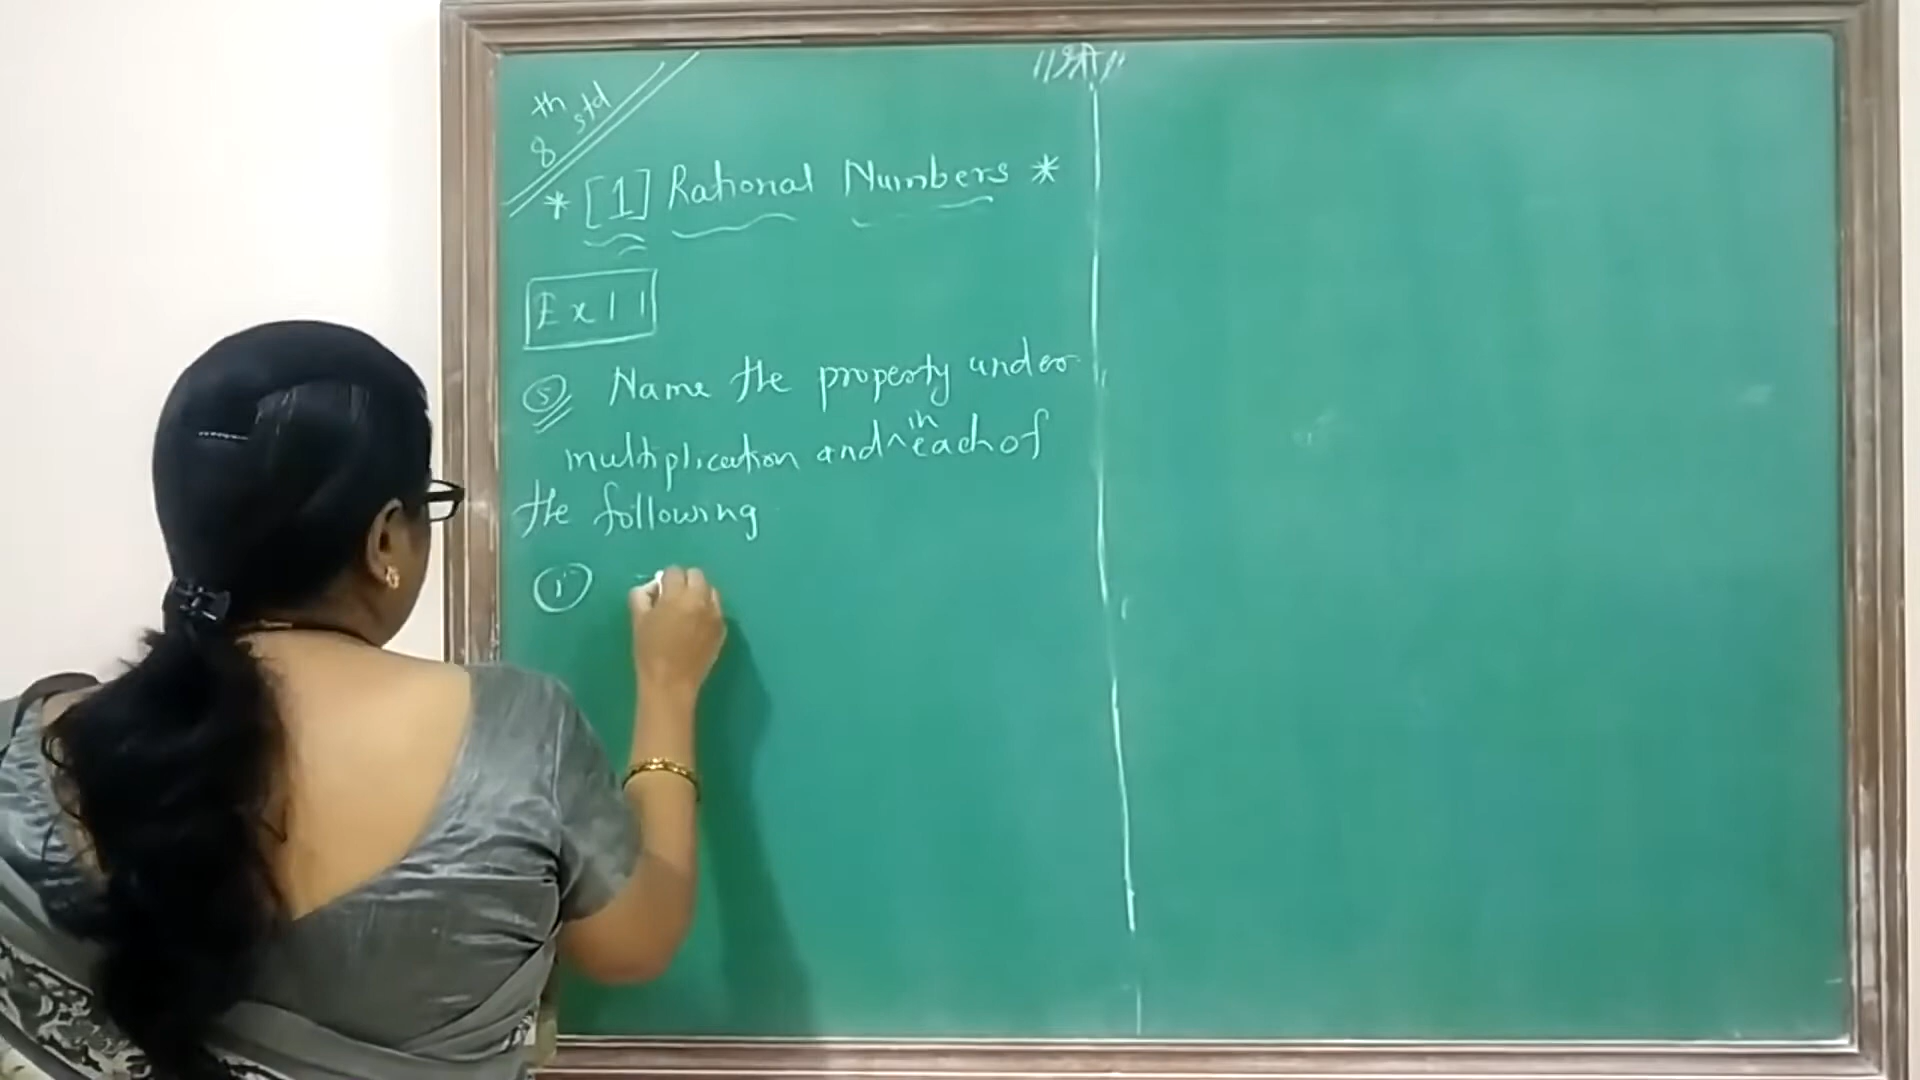 8th std
* [1] Rational Numbers *
Ex 1 1
5 Name the property under
multiplication and ^in each of
the following
1